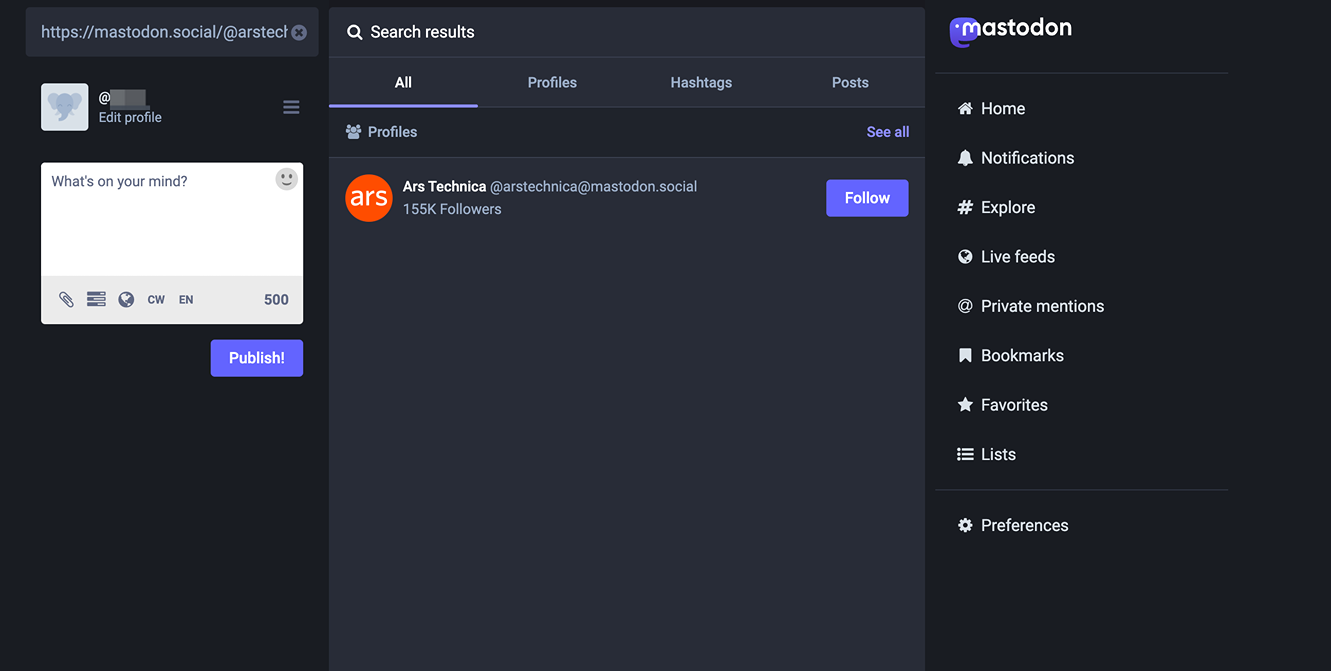 https://mastodon.social/@arstech
@
Edit profile
What's on your mind?
CW EN 500
Publish!
Search results
All Profiles Hashtags Posts
Profiles See all
ars
Ars Technica @arstechnica@mastodon.social
155K Followers
Follow
mastodon
Home
Notifications
# Explore
Live feeds
@ Private mentions
Bookmarks
Favorites
Lists
Preferences